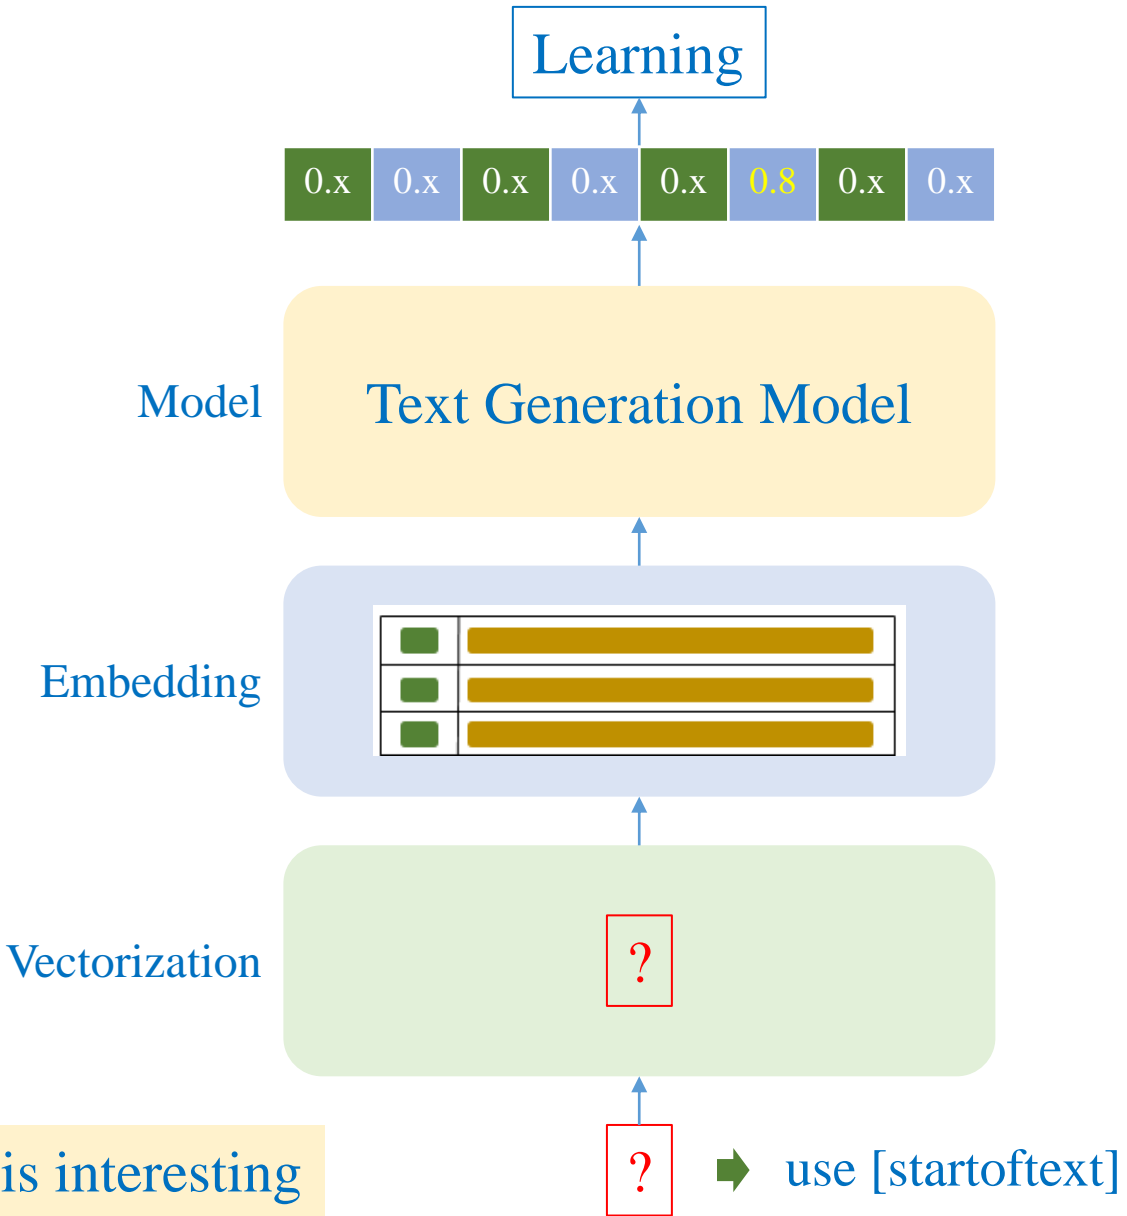 Learning
0.x 0.x 0.x 0.x 0.x 0.8 0.x 0.x
Model
Text Generation Model
Embedding
Vectorization
?
is interesting
?
use [startoftext]